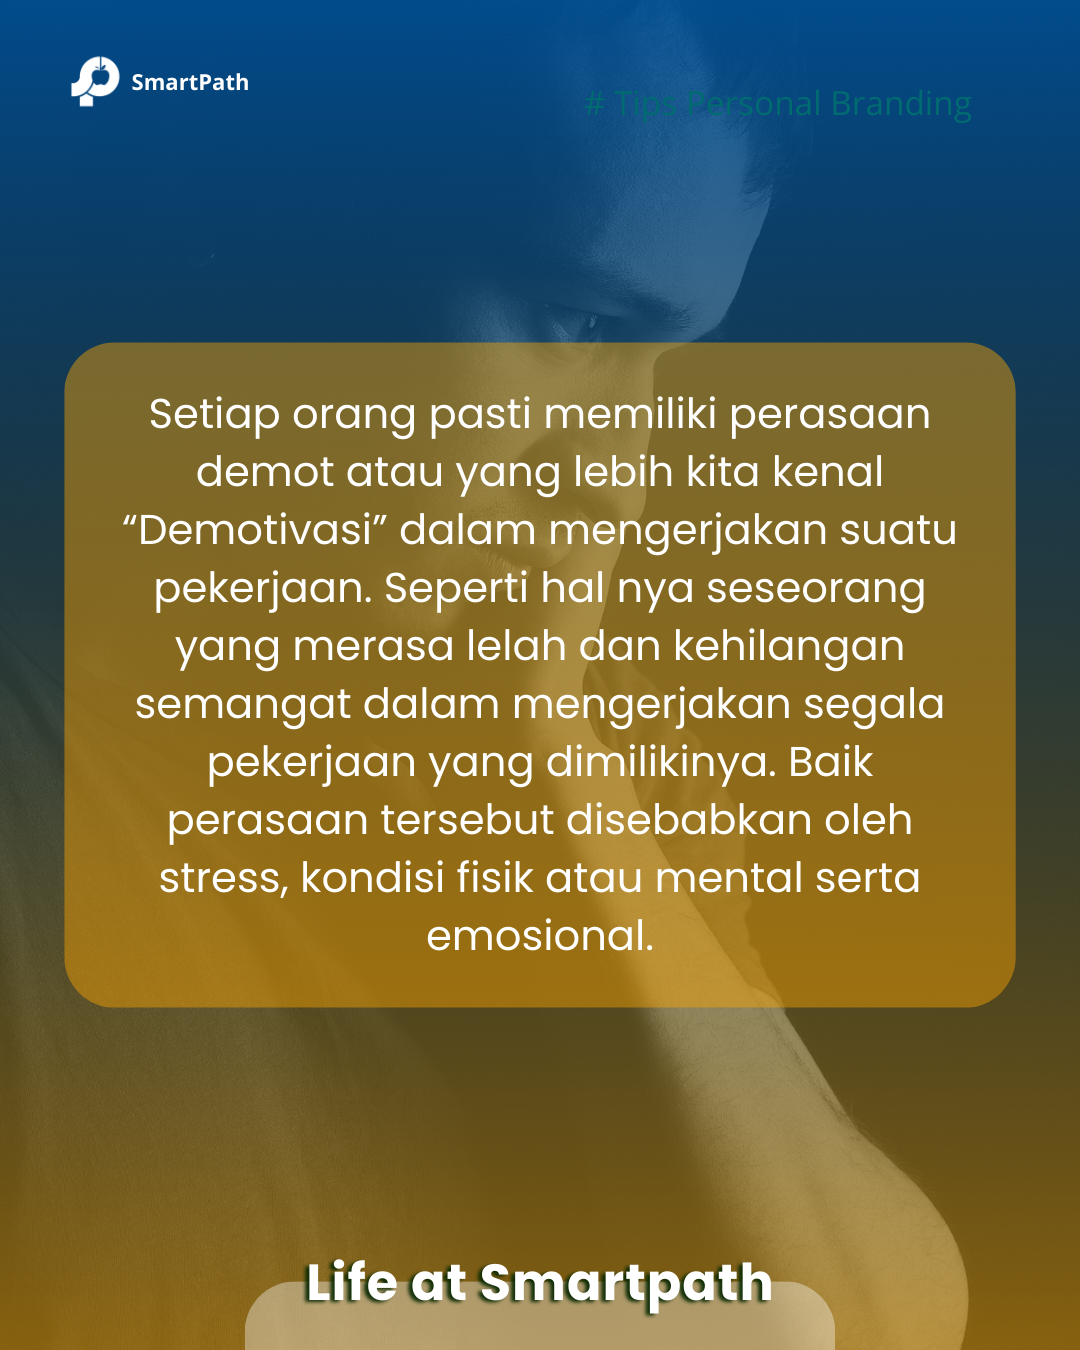 SmartPath
# Tips Personal Branding
Setiap orang pasti memiliki perasaan
demot atau yang lebih kita kenal
“Demotivasi” dalam mengerjakan suatu
pekerjaan. Seperti hal nya seseorang
yang merasa lelah dan kehilangan
semangat dalam mengerjakan segala
pekerjaan yang dimilikinya. Baik
perasaan tersebut disebabkan oleh
stress, kondisi fisik atau mental serta
emosional.
Life at Smartpath